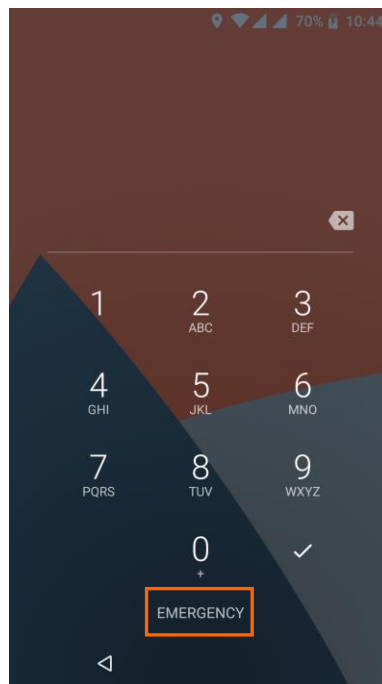 70% 10:44
1 2 3
ABC DEF
4 5 6
GHI JKL MNO
7 8 9
PQRS TUV WXYZ
0
+
EMERGENCY